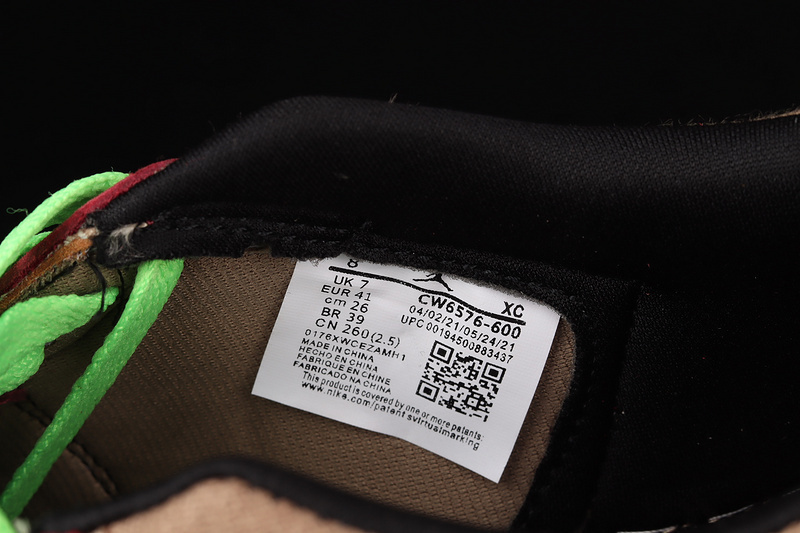 8
UK 7
EUR 41
cm 26
BR 39
CN 260(2.5)
0176XWCEZAMH1
MADE IN CHINA
HECHO EN CHINA
FABRIQUE EN CHINE
FABRICADO NA CHINA
XC
CW6576-600
04/02/21/05/24/21
UPC 00194500883437
This product is covered by one or more patents:
www.nike.com/patentsvirtualmarking